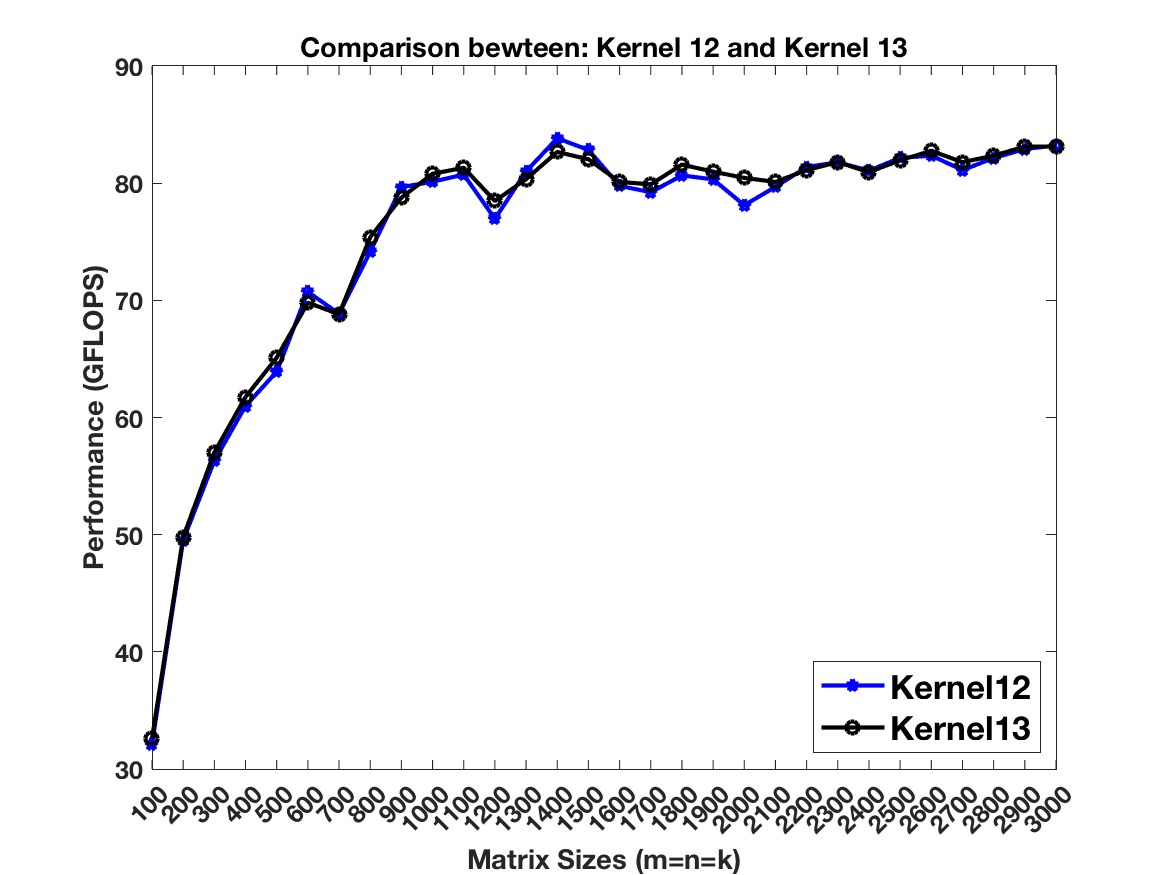 Comparison bewteen: Kernel 12 and Kernel 13
90
80
70
60
50
40
30
Performance (GFLOPS)
Kernel12
Kernel13
100 200 300 400 500 600 700 800 900 1000 1100 1200 1300 1400 1500 1600 1700 1800 1900 2000 2100 2200 2300 2400 2500 2600 2700 2800 2900 3000
Matrix Sizes (m=n=k)